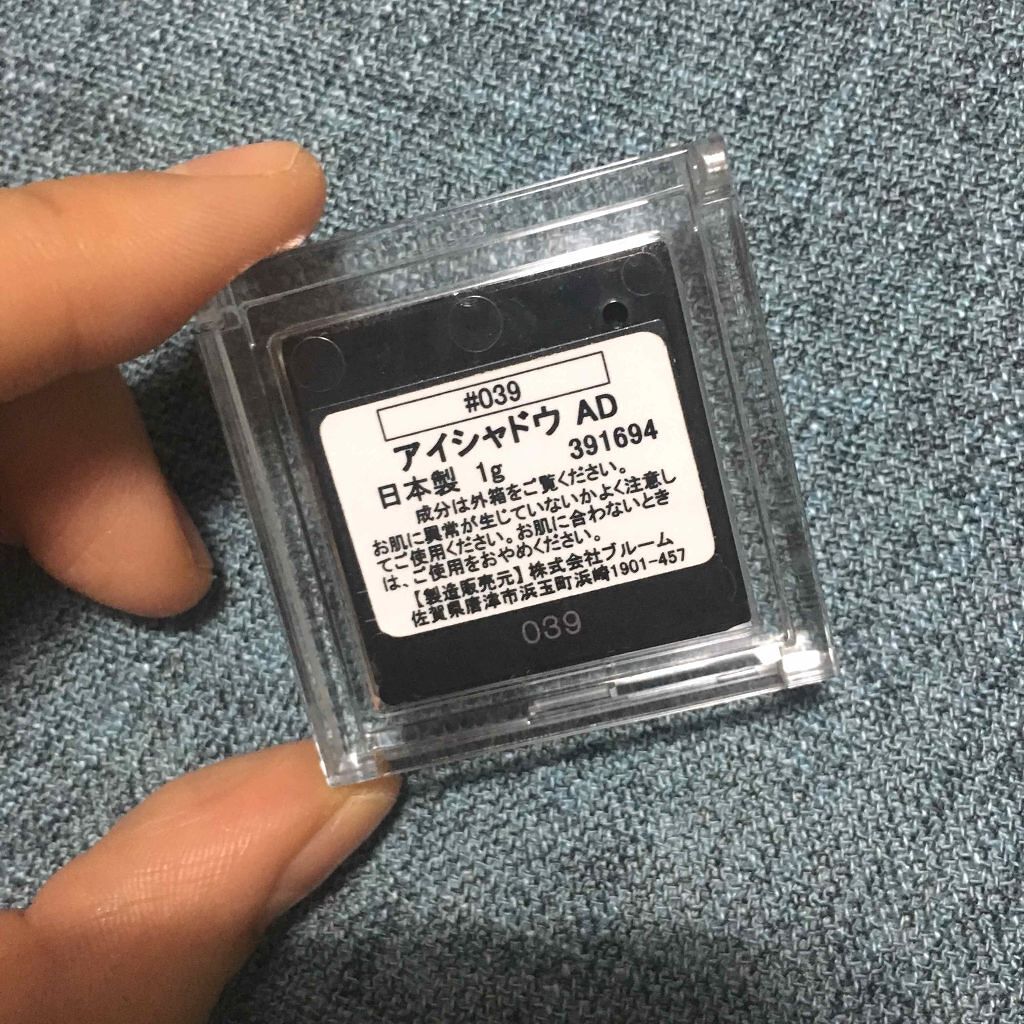 #039
アイシャドウ AD
391694
日本製 1g
成分は外箱をご覧ください。
お肌に異常が生じていないかよく注意し
てご使用ください。お肌に合わないとき
は、ご使用をおやめください。
【製造販売元】株式会社ブルーム
佐賀県唐津市浜玉町浜崎1901-457
039